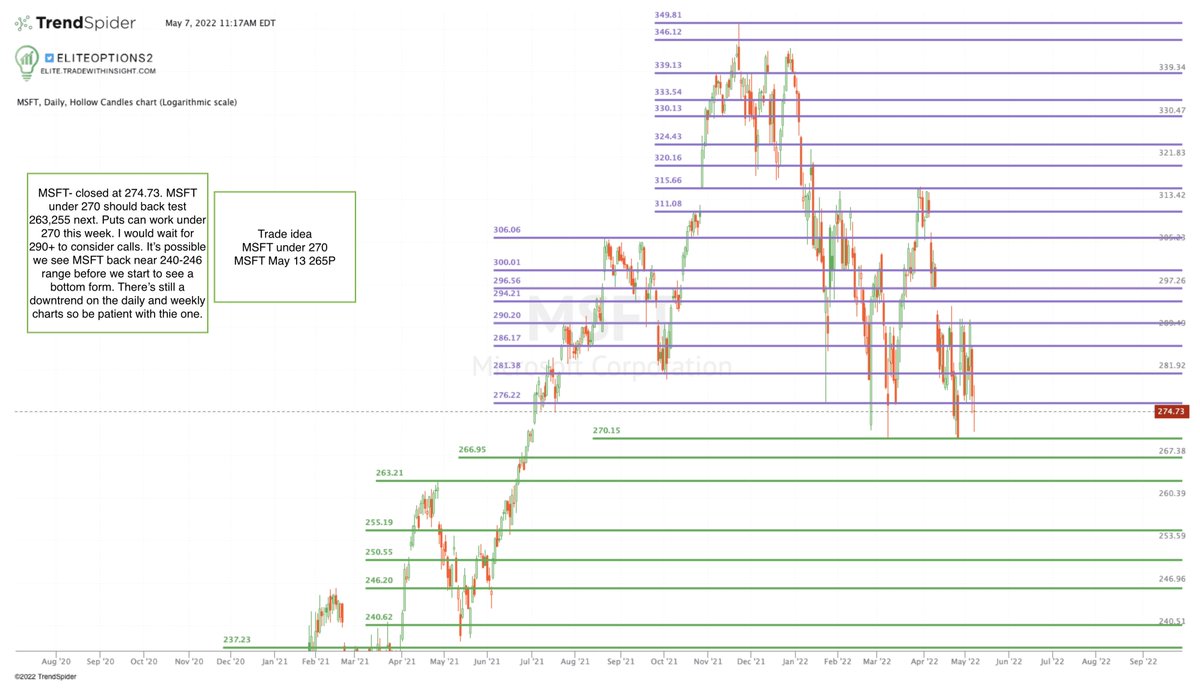 TrendSpider
May 7, 2022 11:17AM EDT
ELITEOPTIONS2
ELITE.TRADEWITHINSIGHT.COM
MSFT, Daily, Hollow Candles chart (Logarithmic scale)
MSFT- closed at 274.73. MSFT
under 270 should back test
263,255 next. Puts can work under
270 this week. I would wait for
290+ to consider calls. It's possible
we see MSFT back near 240-246
range before we start to see a
bottom form. There's still a
downtrend on the daily and weekly
charts so be patient with thie one.
Trade idea
MSFT under 270
MSFT May 13 265P
349.81
346.12
339.13
333.54
330.13
324.43
320.16
315.66
311.08
306.06
300.01
296.56
294.21
290.20
286.17
281.38
276.22
270.15
266.95
263.21
255.19
250.55
246.20
240.62
237.23
MSFT
Microsoft Corporation
339.34
330.47
321.83
313.42
305.23
297.26
289.49
281.92
274.73
267.38
260.39
253.59
246.96
240.51
Aug '20
Sep '20
Oct '20
Nov '20
Dec '20
Jan '21
Feb '21
Mar '21
Apr '21
May '21
Jun '21
Jul '21
Aug '21
Sep '21
Oct '21
Nov '21
Dec '21
Jan '22
Feb '22
Mar '22
Apr '22
May '22
Jun '22
Jul '22
Aug '22
Sep '22
©2022 TrendSpider